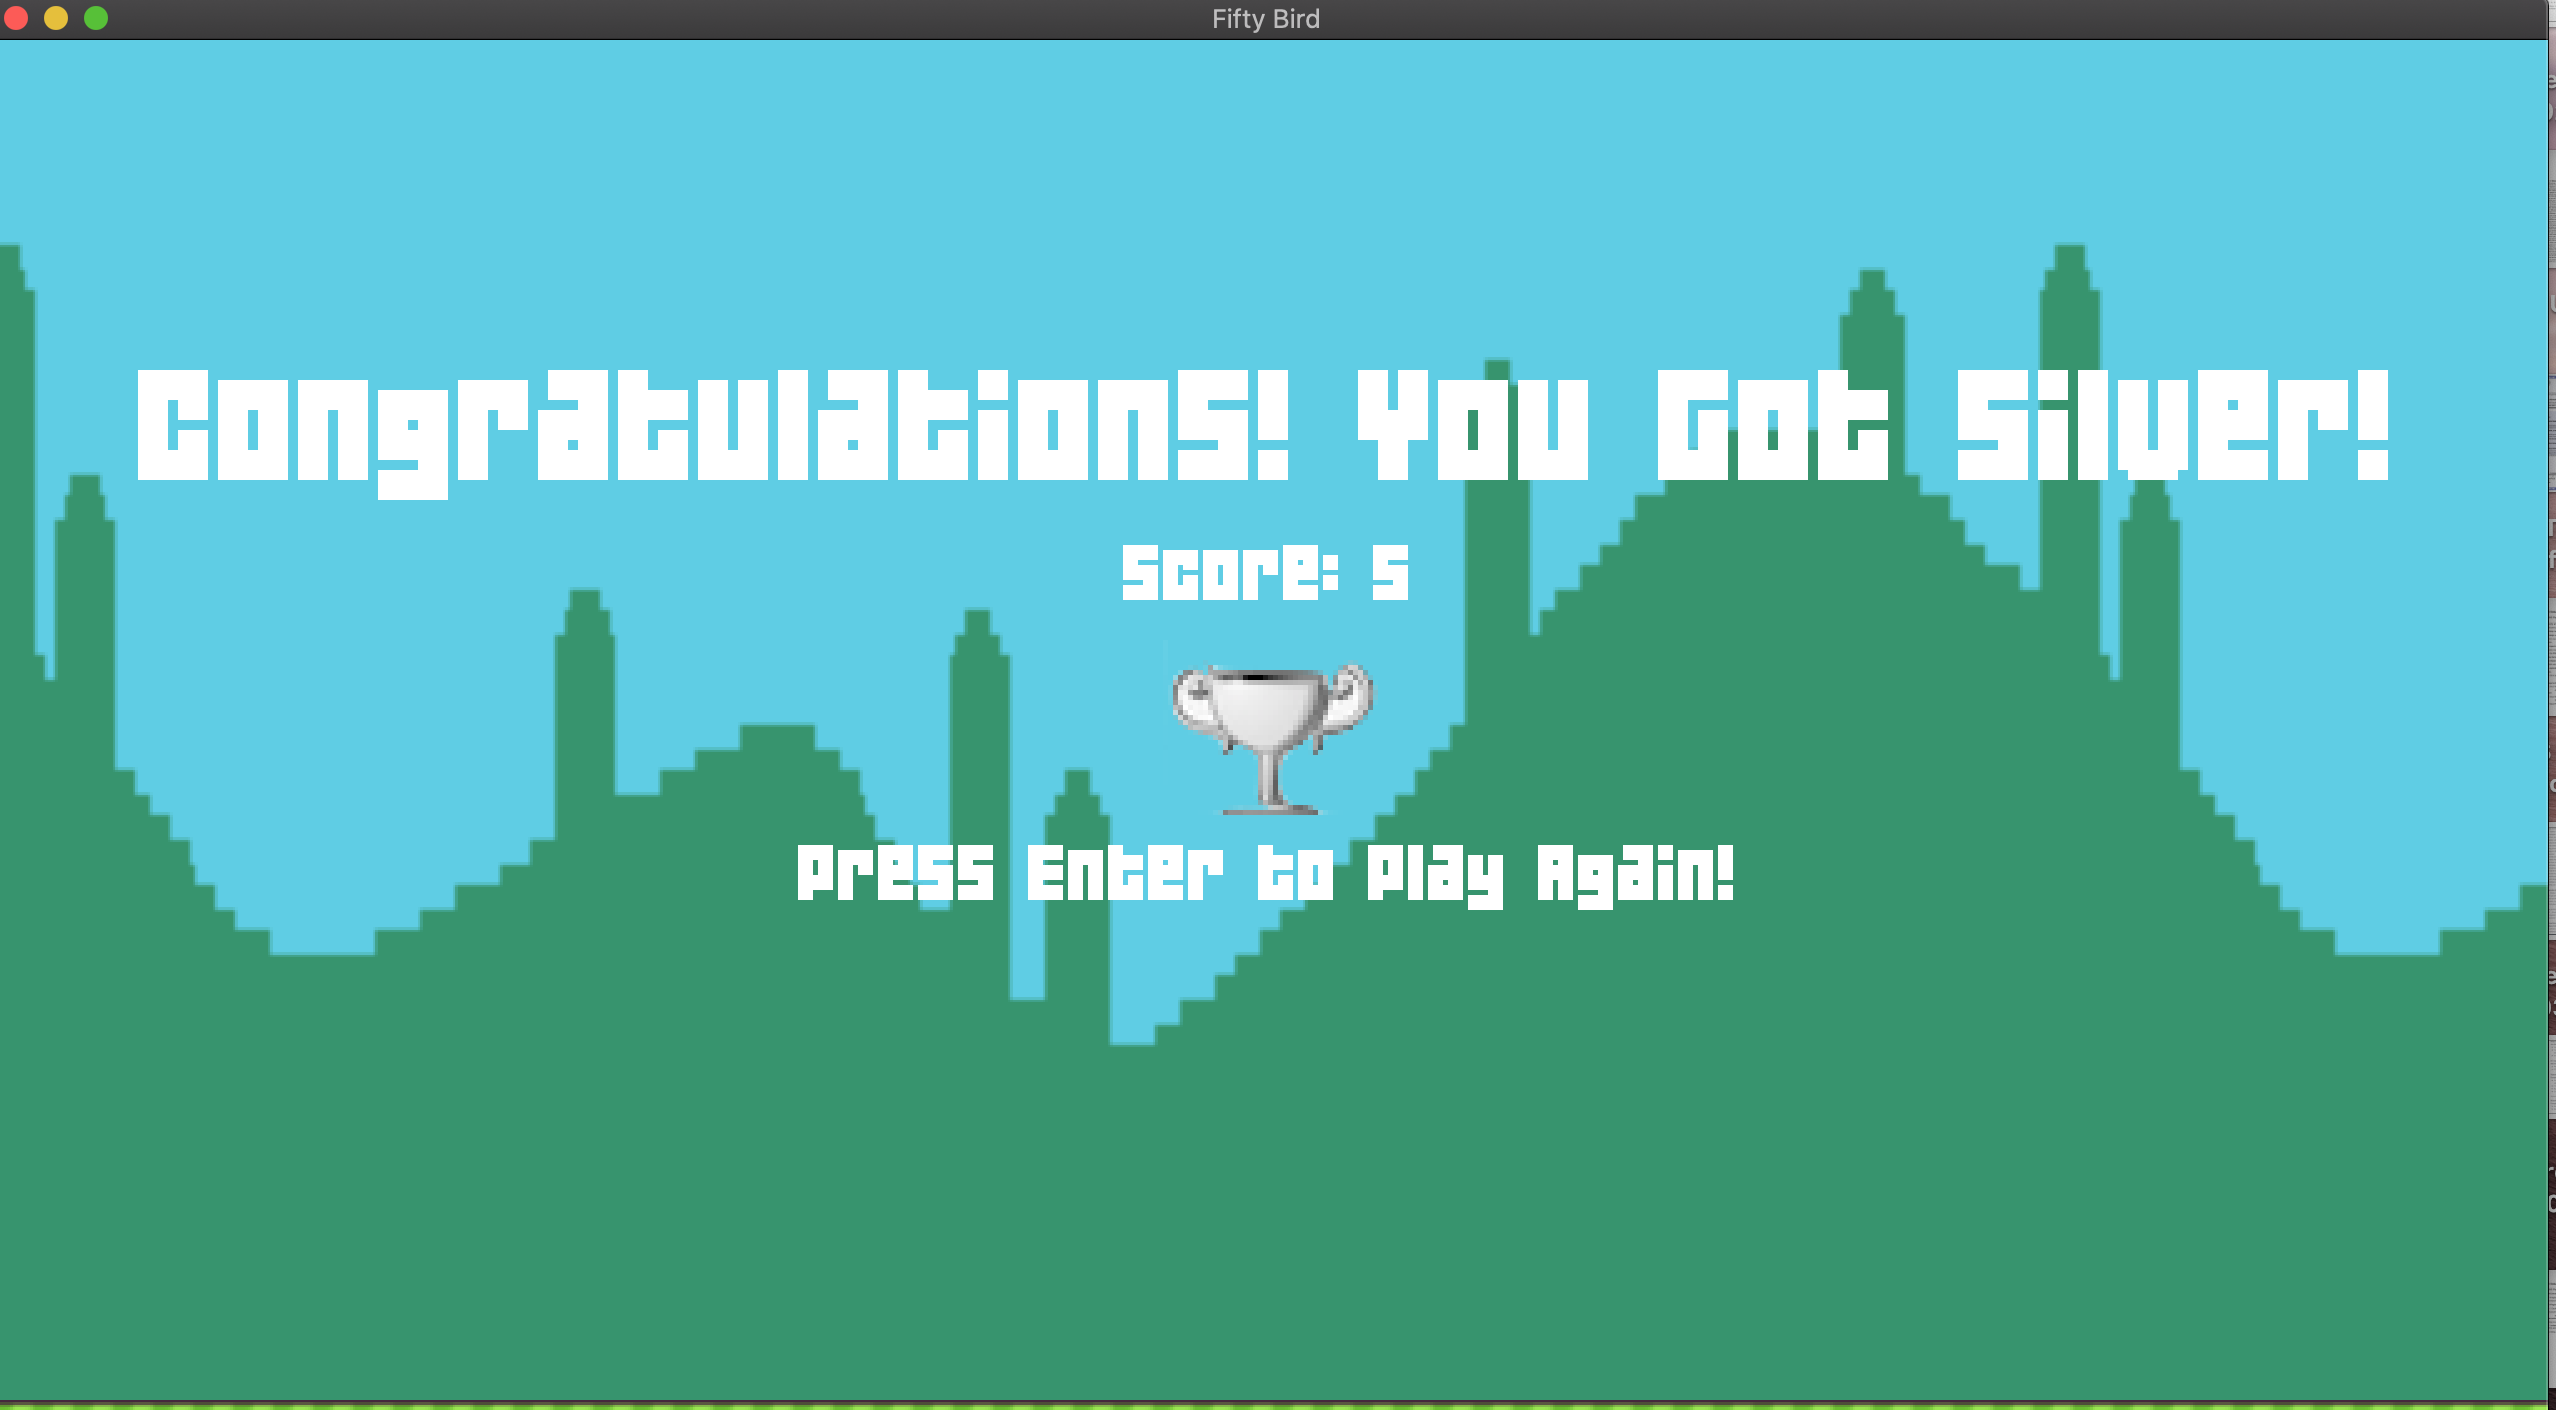 Fifty Bird
Congratulations! You Got Silver!
Score: 5
Press Enter to Play Again!